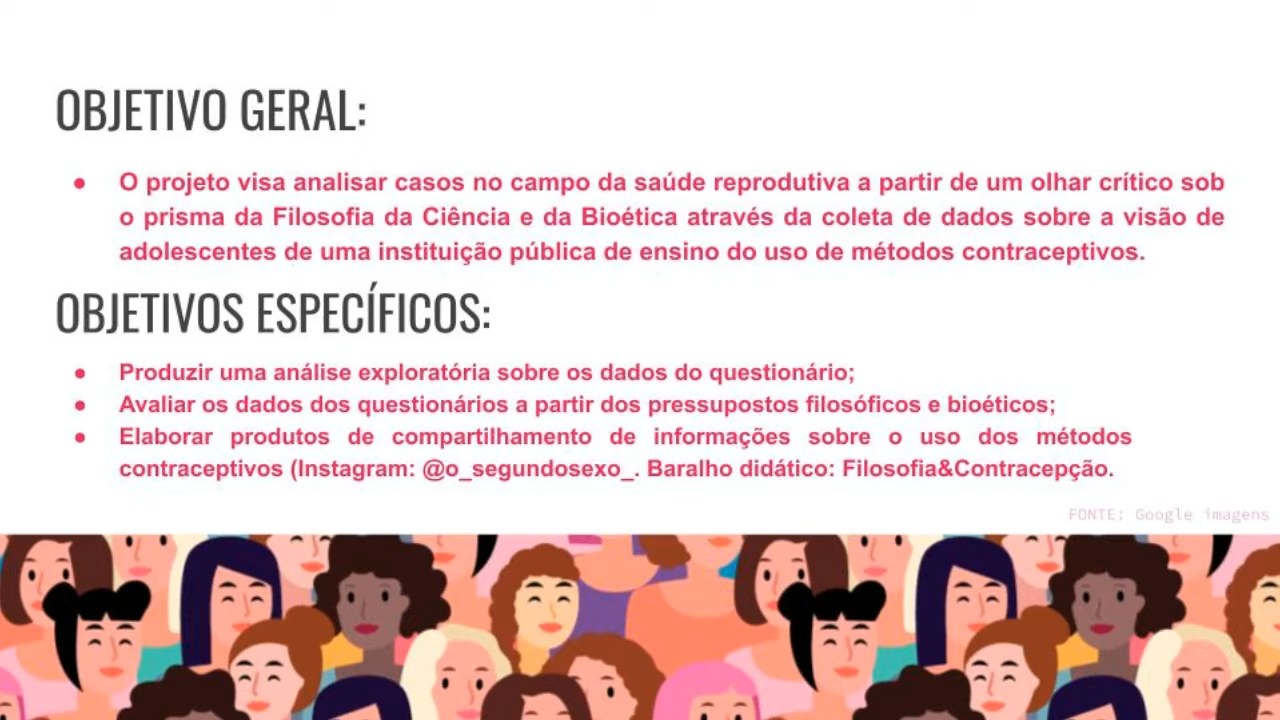 OBJETIVO GERAL:
● O projeto visa analisar casos no campo da saúde reprodutiva a partir de um olhar crítico sob
o prisma da Filosofia da Ciência e da Bioética através da coleta de dados sobre a visão de
adolescentes de uma instituição pública de ensino do uso de métodos contraceptivos.
OBJETIVOS ESPECÍFICOS:
● Produzir uma análise exploratória sobre os dados do questionário;
● Avaliar os dados dos questionários a partir dos pressupostos filosóficos e bioéticos;
● Elaborar produtos de compartilhamento de informações sobre o uso dos métodos
contraceptivos (Instagram: @o_segundosexo_. Baralho didático: Filosofia&Contracepção.
FONTE: Google imagens